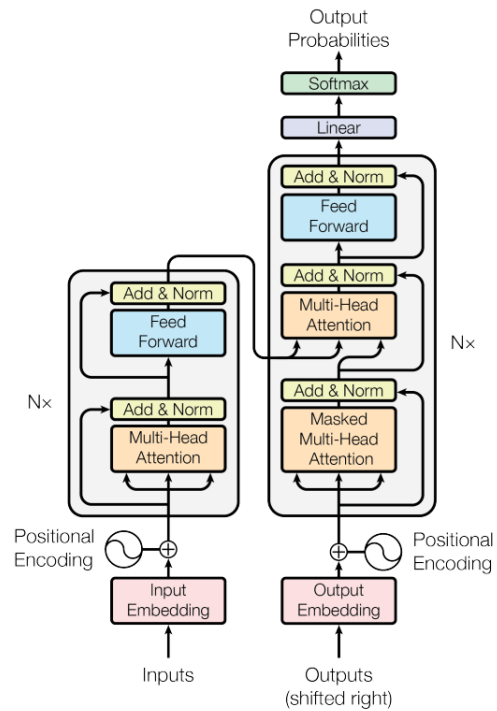 Output
Probabilities
Softmax
Linear
Add & Norm
Feed
Forward
Add & Norm
Multi-Head
Attention
Add & Norm
Masked
Multi-Head
Attention
N×
Add & Norm
Feed
Forward
Add & Norm
Multi-Head
Attention
N×
Positional
Encoding
Positional
Encoding
Input
Embedding
Output
Embedding
Inputs
Outputs
(shifted right)